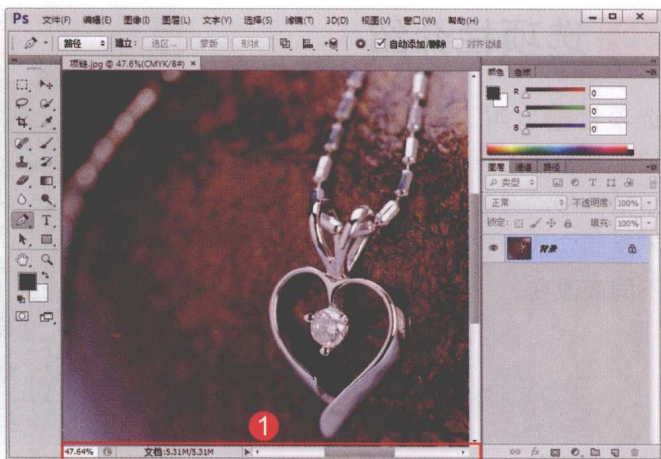 Ps 文件(F) 编辑(E) 图像(I) 图层(L) 文字(Y) 选择(S) 滤镜(T) 3D(D) 视图(V) 窗口(W) 帮助(H)
路径 建立: 选区... 蒙版 形状 自动添加/删除 对齐边缘
项链.jpg @ 47.6%(CMYK/8#) ×
颜色 色板
R 0
G 0
B 0
图层 通道 路径
类型
正常 不透明度: 100%
锁定: 填充: 100%
背景
1
47.64% 文档:5.31M/5.31M